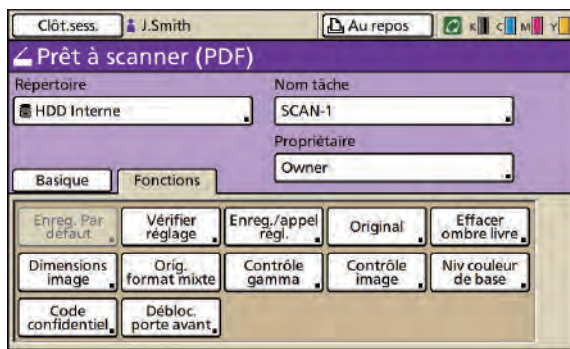 Clôt.sess. J.Smith Au repos K C M Y
Prêt à scanner (PDF)
Répertoire Nom tâche
HDD Interne SCAN-1
Propriétaire
Owner
Basique Fonctions
Enreg. Par Vérifier Enreg./appel Original Effacer
défaut réglage régl. ombre livre
Dimensions Orig. Contrôle Contrôle Niv couleur
image format mixte gamma image de base
Code Débloc.
confidentiel porte avant